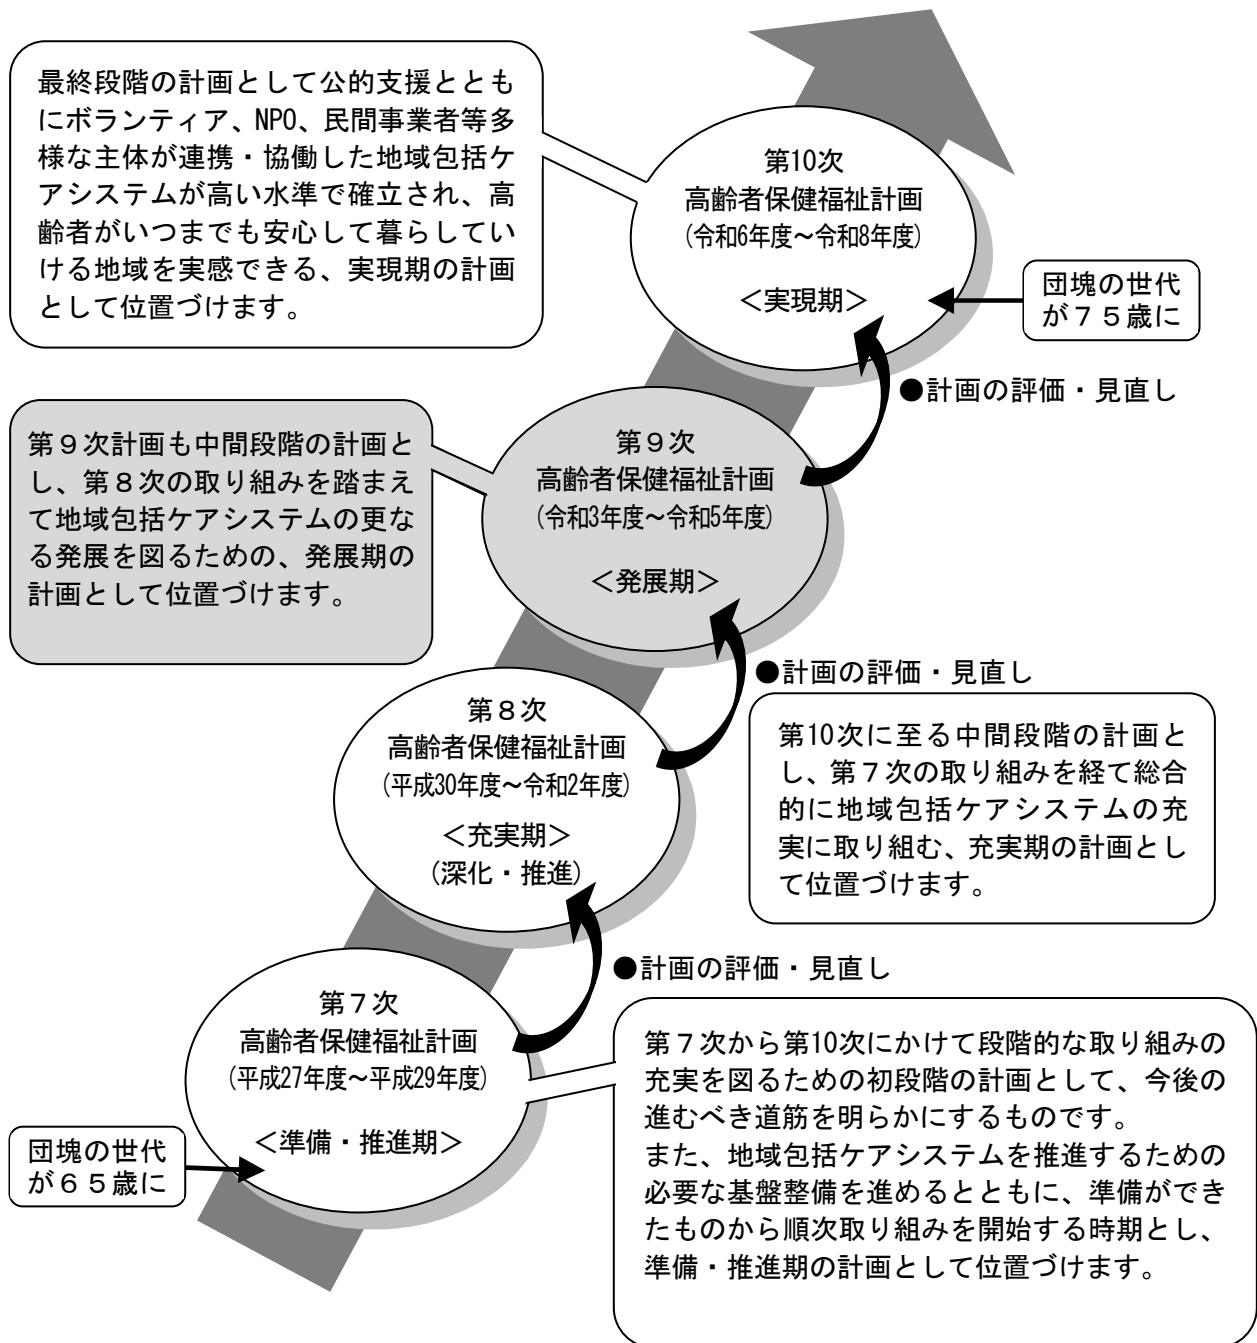 最終段階の計画として公的支援ととも
にボランティア、NPO、民間事業者等多
様な主体が連携・協働した地域包括ケ
アシステムが高い水準で確立され、高
齢者がいつまでも安心して暮らしてい
ける地域を実感できる、実現期の計画
として位置づけます。
第10次
高齢者保健福祉計画
(令和6年度～令和8年度)
＜実現期＞
団塊の世代
が７５歳に
●計画の評価・見直し
第９次計画も中間段階の計画と
し、第８次の取り組みを踏まえ
て地域包括ケアシステムの更な
る発展を図るための、発展期の
計画として位置づけます。
第９次
高齢者保健福祉計画
(令和3年度～令和5年度)
＜発展期＞
●計画の評価・見直し
第８次
高齢者保健福祉計画
(平成30年度～令和2年度)
＜充実期＞
(深化・推進)
第10次に至る中間段階の計画と
し、第７次の取り組みを経て総合
的に地域包括ケアシステムの充
実に取り組む、充実期の計画とし
て位置づけます。
●計画の評価・見直し
第７次
高齢者保健福祉計画
(平成27年度～平成29年度)
＜準備・推進期＞
団塊の世代
が６５歳に
第７次から第10次にかけて段階的な取り組みの
充実を図るための初段階の計画として、今後の
進むべき道筋を明らかにするものです。
また、地域包括ケアシステムを推進するための
必要な基盤整備を進めるとともに、準備ができ
たものから順次取り組みを開始する時期とし、
準備・推進期の計画として位置づけます。